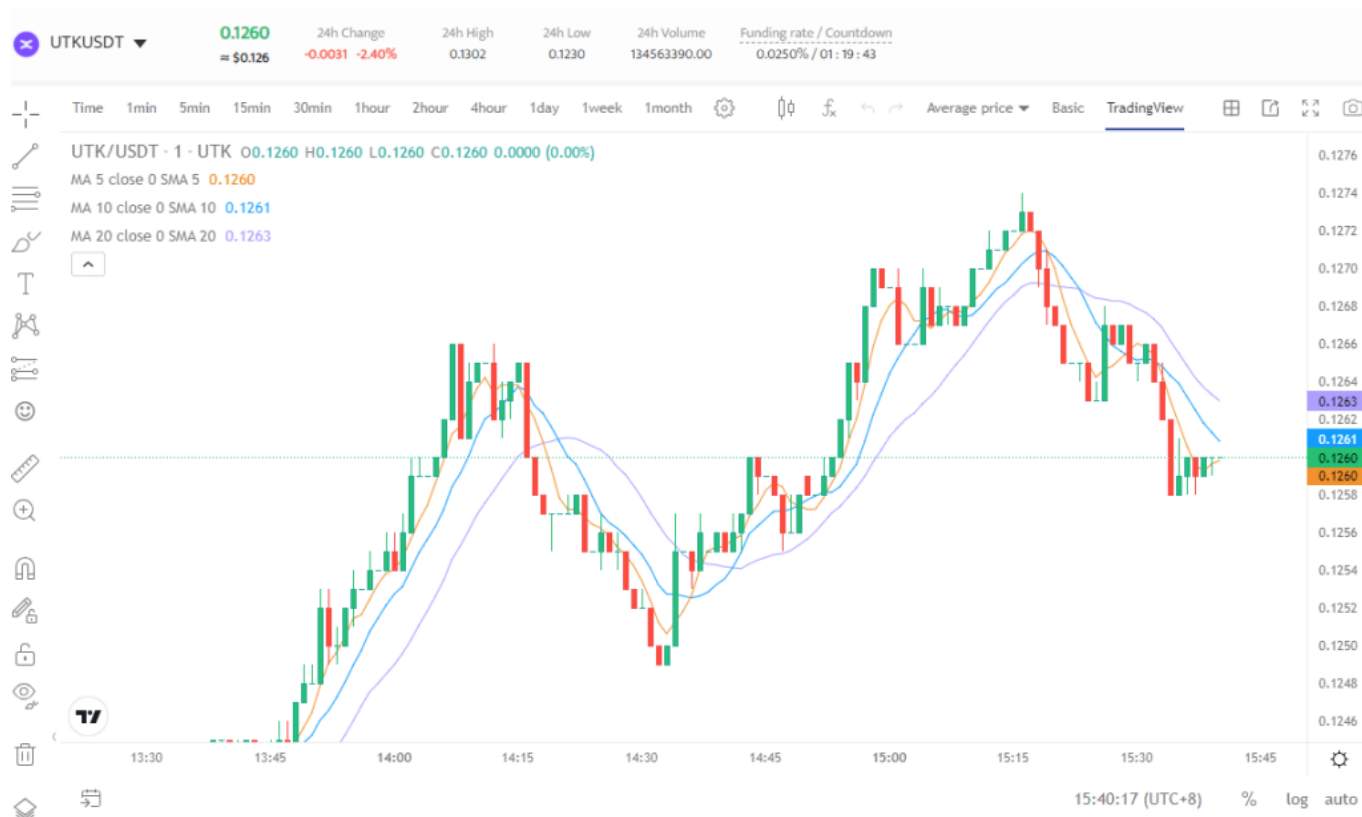 UTKUSDT
0.1260
≈ $0.126
24h Change
-0.0031 -2.40%
24h High
0.1302
24h Low
0.1230
24h Volume
134563390.00
Funding rate / Countdown
0.0250% / 01 : 19 : 43
Time 1min 5min 15min 30min 1hour 2hour 4hour 1day 1week 1month Average price Basic TradingView
UTK/USDT · 1 · UTK O0.1260 H0.1260 L0.1260 C0.1260 0.0000 (0.00%)
MA 5 close 0 SMA 5 0.1260
MA 10 close 0 SMA 10 0.1261
MA 20 close 0 SMA 20 0.1263
0.1276
0.1274
0.1272
0.1270
0.1268
0.1266
0.1264
0.1263
0.1262
0.1261
0.1260
0.1260
0.1258
0.1256
0.1254
0.1252
0.1250
0.1248
0.1246
13:30 13:45 14:00 14:15 14:30 14:45 15:00 15:15 15:30 15:45
15:40:17 (UTC+8) % log auto